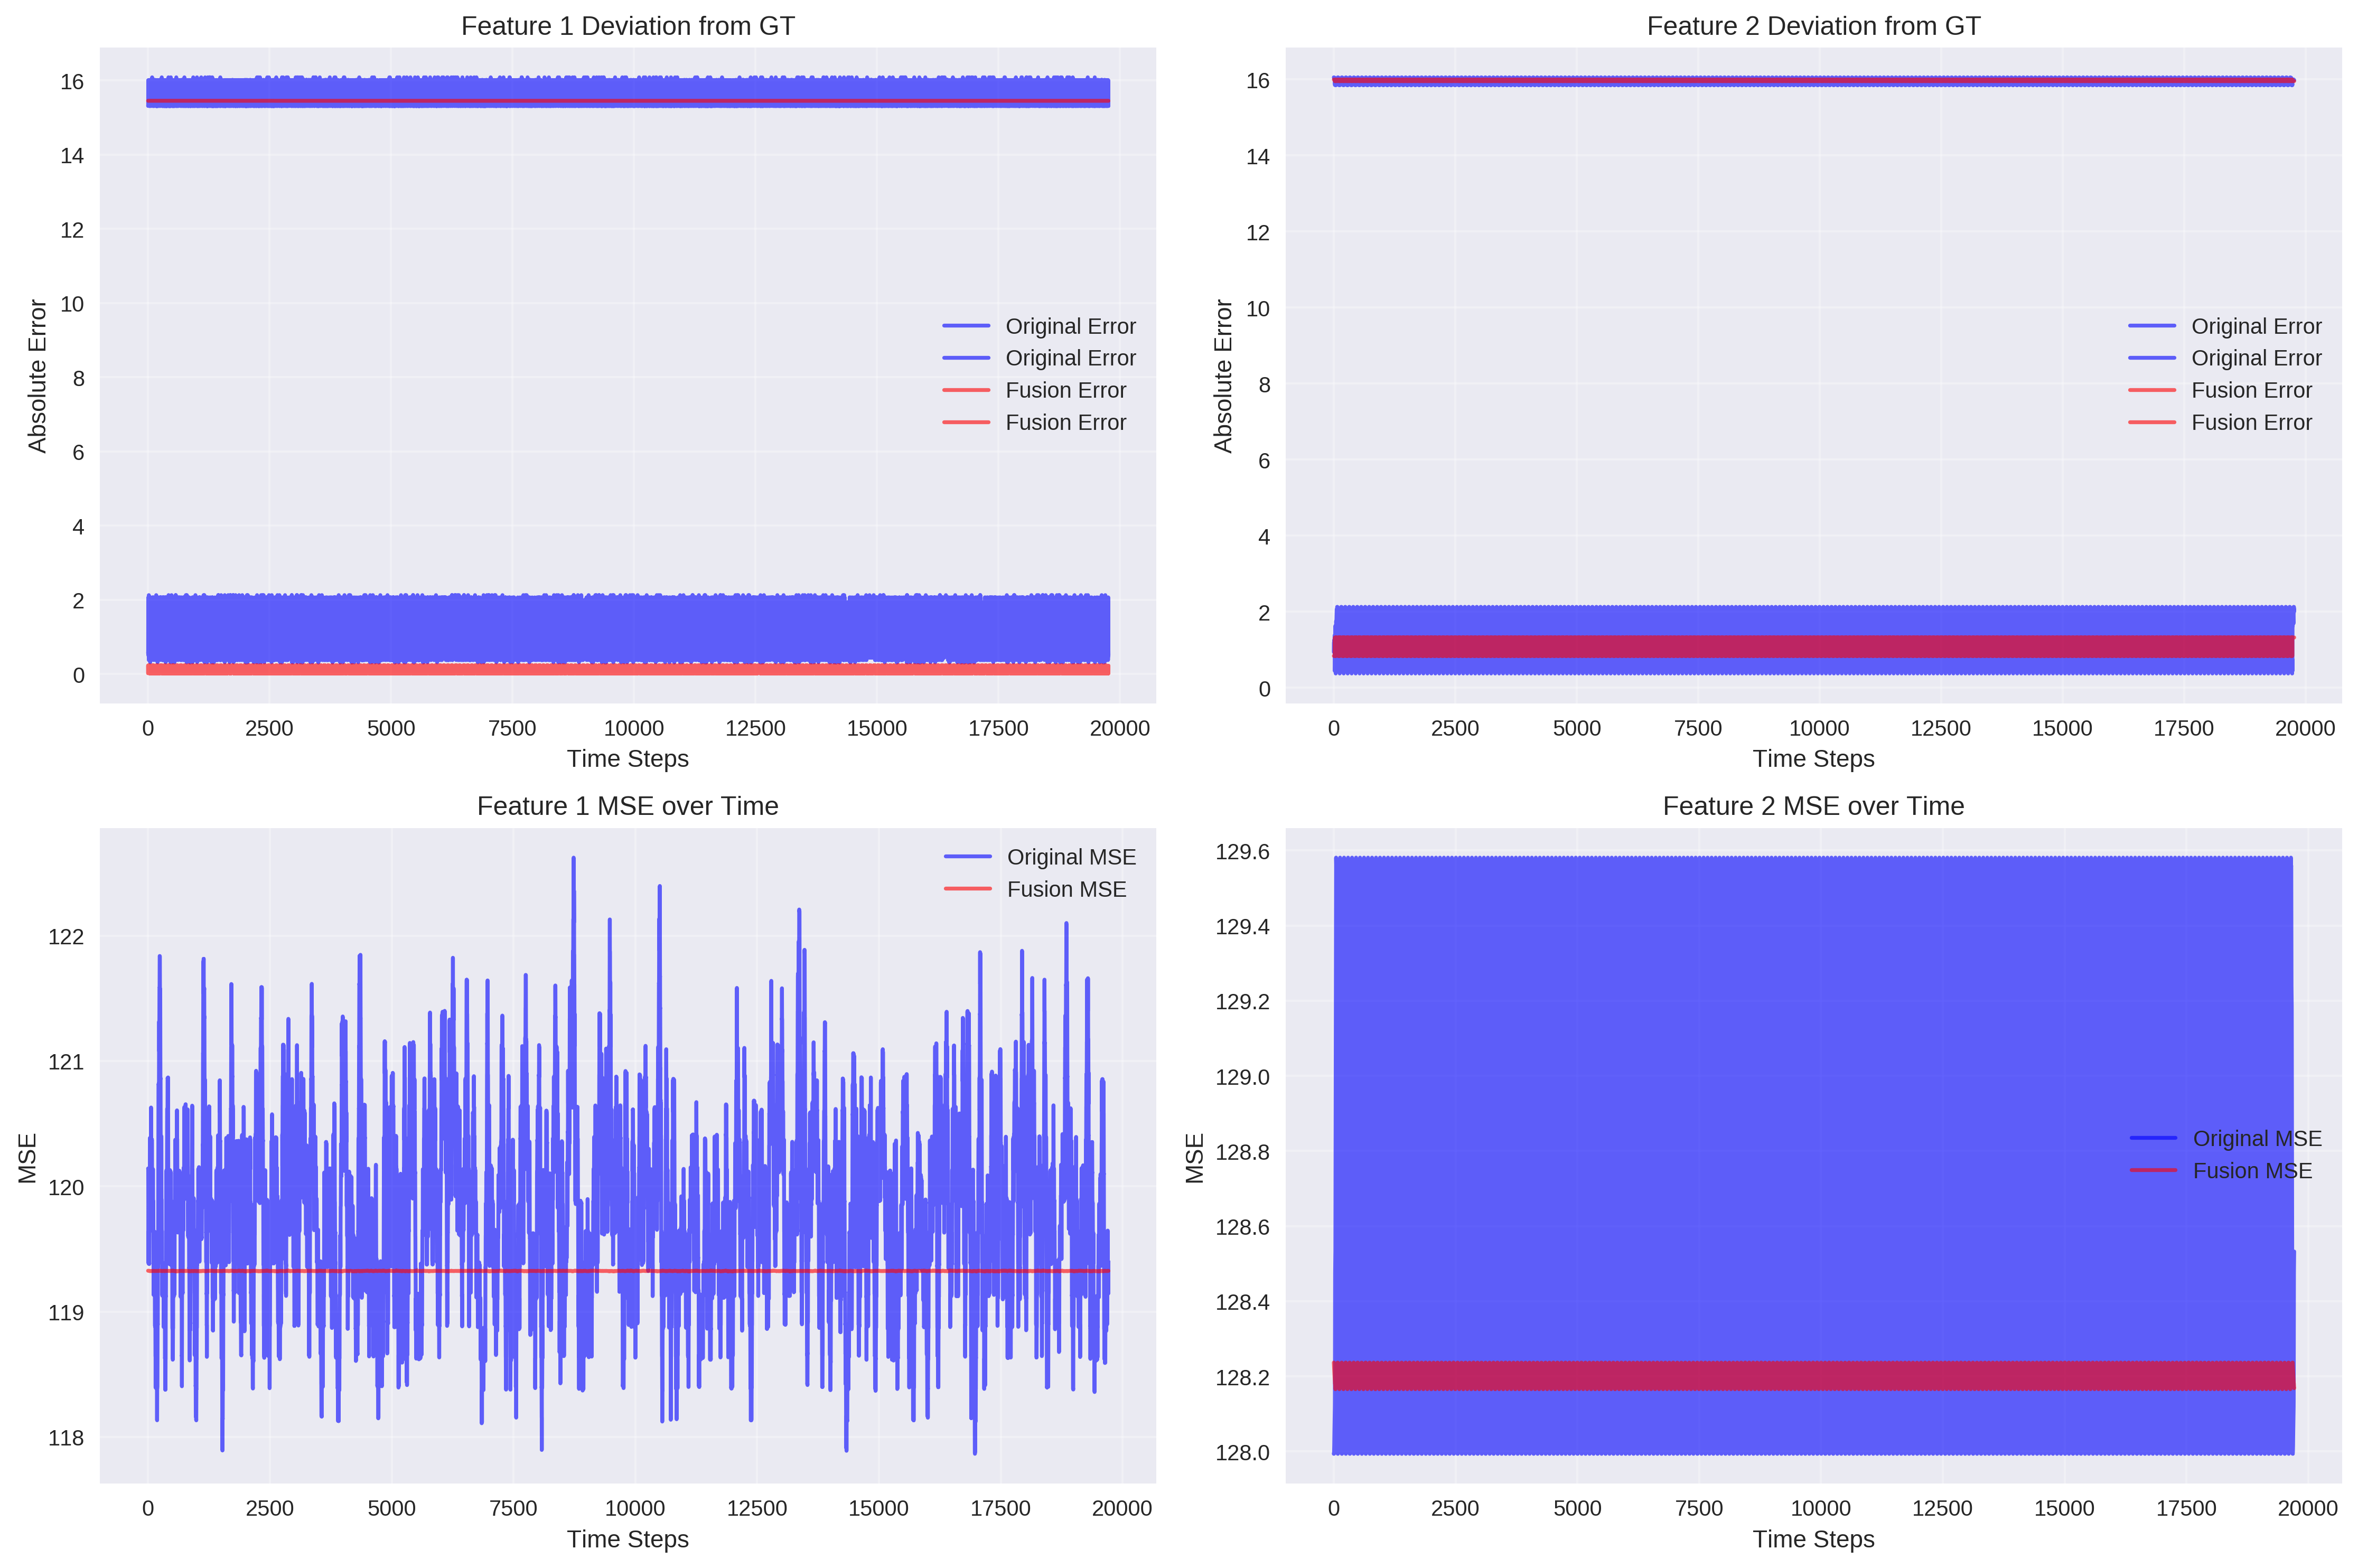 Feature 1 Deviation from GT
Absolute Error
16
14
12
10
8
6
4
2
0
Original Error
Original Error
Fusion Error
Fusion Error
0 2500 5000 7500 10000 12500 15000 17500 20000
Time Steps
Feature 2 Deviation from GT
Absolute Error
16
14
12
10
8
6
4
2
0
Original Error
Original Error
Fusion Error
Fusion Error
0 2500 5000 7500 10000 12500 15000 17500 20000
Time Steps
Feature 1 MSE over Time
MSE
122
121
120
119
118
Original MSE
Fusion MSE
0 2500 5000 7500 10000 12500 15000 17500 20000
Time Steps
Feature 2 MSE over Time
MSE
129.6
129.4
129.2
129.0
128.8
128.6
128.4
128.2
128.0
Original MSE
Fusion MSE
0 2500 5000 7500 10000 12500 15000 17500 20000
Time Steps